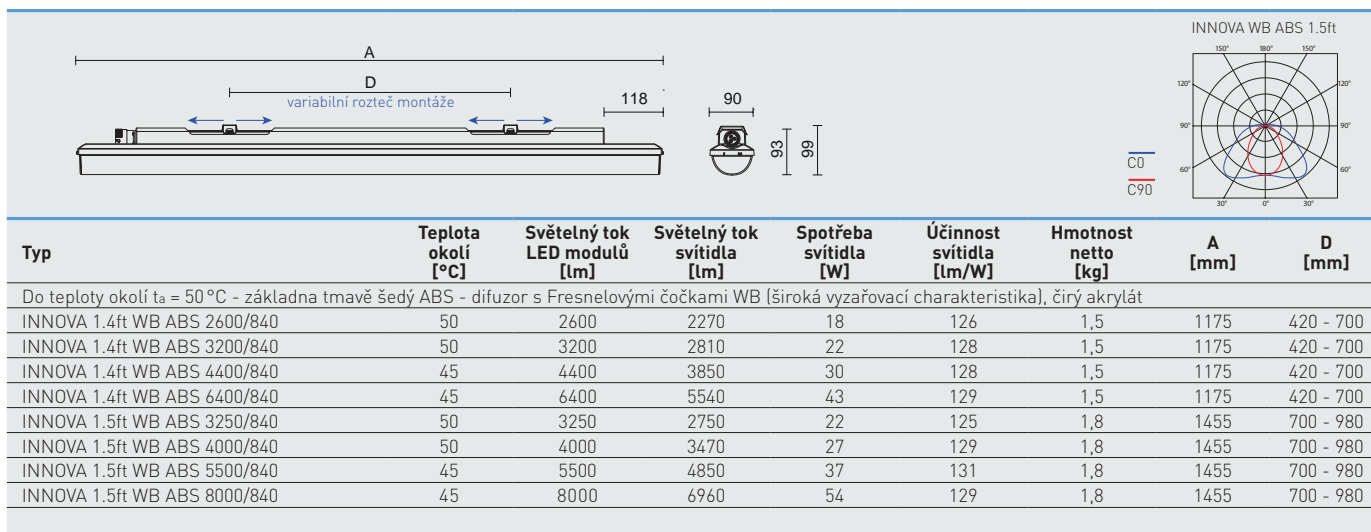 INNOVA WB ABS 1.5ft
150° 180° 150°
120° 120°
90° 90°
60° 60°
30° 0° 30°
C0
C90
A
D
variabilní rozteč montáže
118
90
93
99
Typ Teplota okolí [°C] Světelný tok LED modulů [lm] Světelný tok svítidla [lm] Spotřeba svítidla [W] Účinnost svítidla [lm/W] Hmotnost netto [kg] A [mm] D [mm]
Do teploty okolí ta = 50°C - základna tmavě šedý ABS - difuzor s Fresnelovými čočkami WB (široká vyzařovací charakteristika), čirý akrylát
INNOVA 1.4ft WB ABS 2600/840 50 2600 2270 18 126 1,5 1175 420 - 700
INNOVA 1.4ft WB ABS 3200/840 50 3200 2810 22 128 1,5 1175 420 - 700
INNOVA 1.4ft WB ABS 4400/840 45 4400 3850 30 128 1,5 1175 420 - 700
INNOVA 1.4ft WB ABS 6400/840 45 6400 5540 43 129 1,5 1175 420 - 700
INNOVA 1.5ft WB ABS 3250/840 50 3250 2750 22 125 1,8 1455 700 - 980
INNOVA 1.5ft WB ABS 4000/840 50 4000 3470 27 129 1,8 1455 700 - 980
INNOVA 1.5ft WB ABS 5500/840 45 5500 4850 37 131 1,8 1455 700 - 980
INNOVA 1.5ft WB ABS 8000/840 45 8000 6960 54 129 1,8 1455 700 - 980